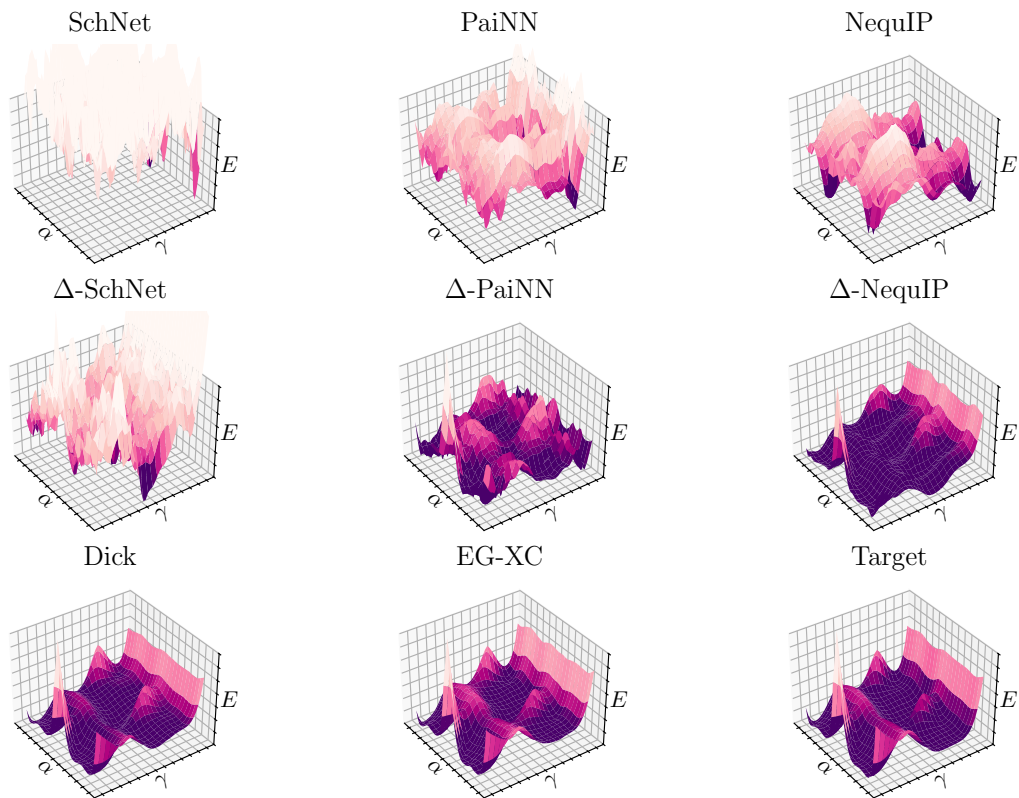 SchNet
PaiNN
NequIP
E
α
γ
E
α
γ
E
α
γ
Δ-SchNet
Δ-PaiNN
Δ-NequIP
E
α
γ
E
α
γ
E
α
γ
Dick
EG-XC
Target
E
α
γ
E
α
γ
E
α
γ